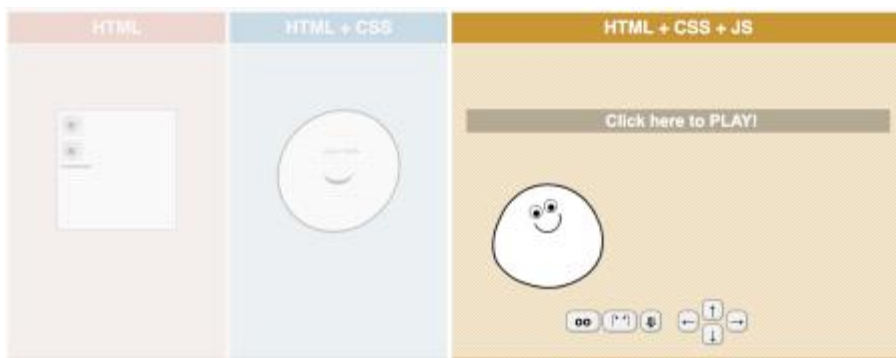 HTML
HTML + CSS
HTML + CSS + JS
Click here to PLAY!
← ↑ ↓ →